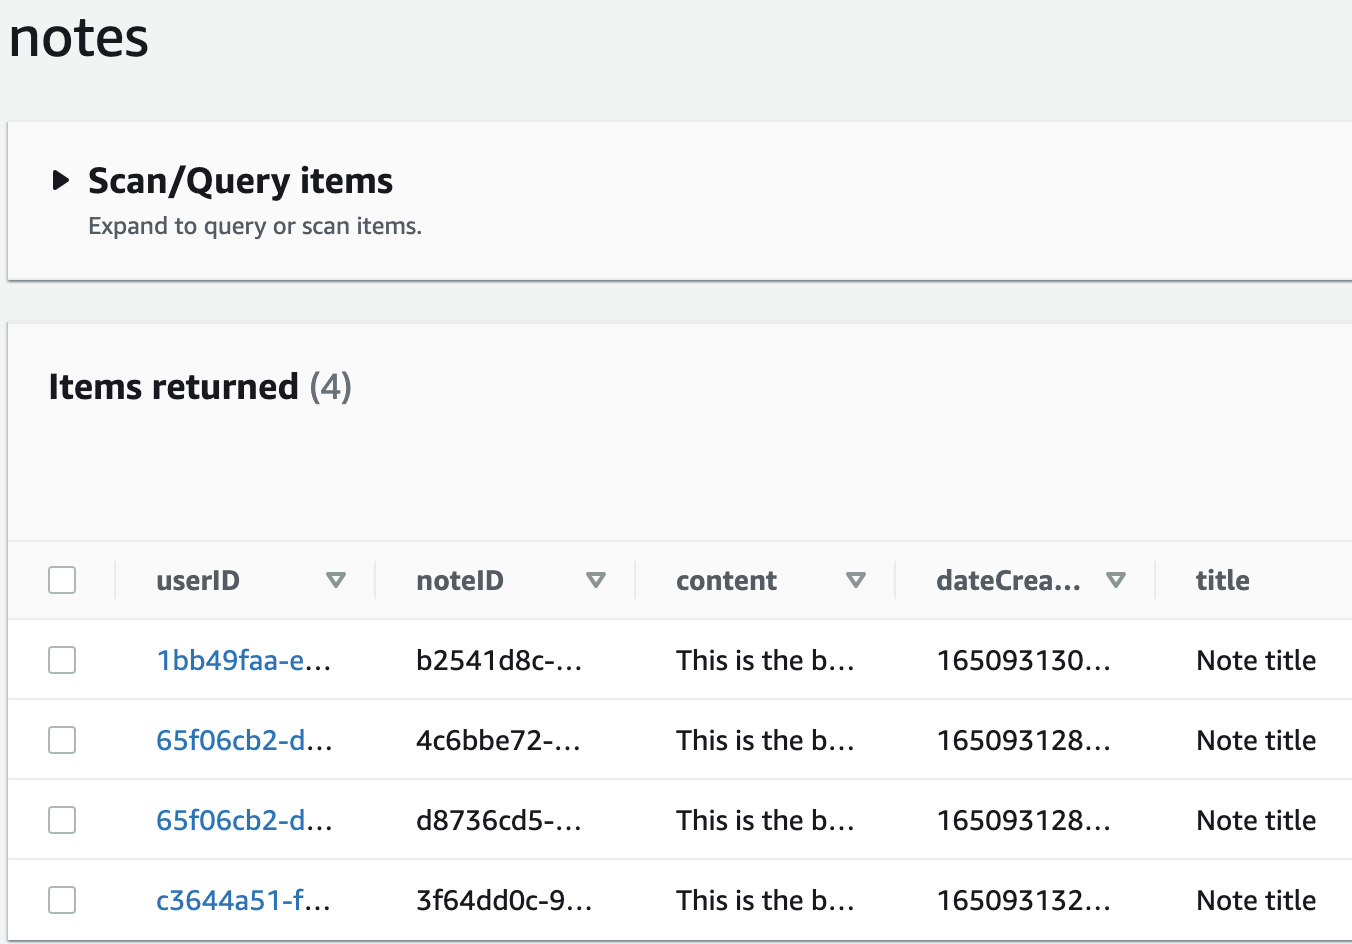 notes
Scan/Query items
Expand to query or scan items.
Items returned (4)
userID noteID content dateCrea... title
1bb49faa-e... b2541d8c-... This is the b... 165093130... Note title
65f06cb2-d... 4c6bbe72-... This is the b... 165093128... Note title
65f06cb2-d... d8736cd5-... This is the b... 165093128... Note title
c3644a51-f... 3f64dd0c-9... This is the b... 165093132... Note title